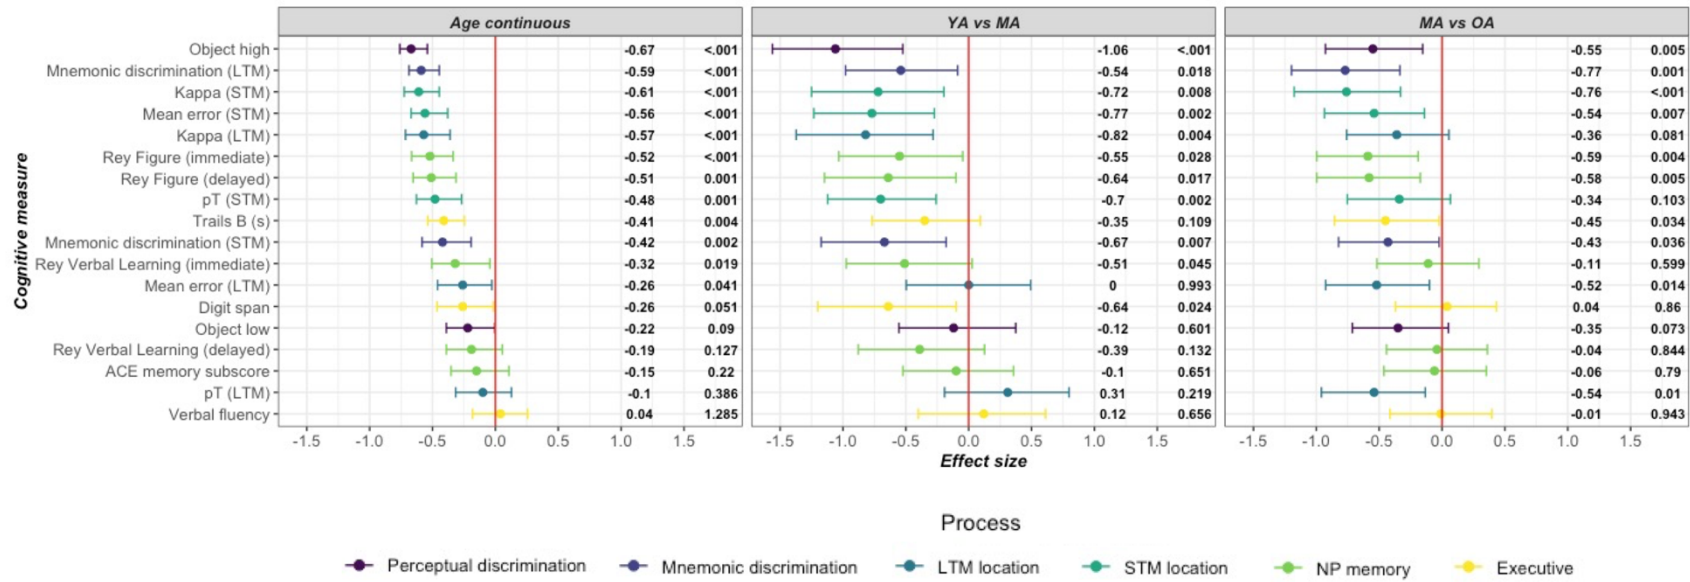 Age continuous YA vs MA MA vs OA
Cognitive measure
Object high -0.67 <.001 -1.06 <.001 -0.55 0.005
Mnemonic discrimination (LTM) -0.59 <.001 -0.54 0.018 -0.77 0.001
Kappa (STM) -0.61 <.001 -0.72 0.008 -0.76 <.001
Mean error (STM) -0.56 <.001 -0.77 0.002 -0.54 0.007
Kappa (LTM) -0.57 <.001 -0.82 0.004 -0.36 0.081
Rey Figure (immediate) -0.52 <.001 -0.55 0.028 -0.59 0.004
Rey Figure (delayed) -0.51 0.001 -0.64 0.017 -0.58 0.005
pT (STM) -0.48 0.001 -0.7 0.002 -0.34 0.103
Trails B (s) -0.41 0.004 -0.35 0.109 -0.45 0.034
Mnemonic discrimination (STM) -0.42 0.002 -0.67 0.007 -0.43 0.036
Rey Verbal Learning (immediate) -0.32 0.019 -0.51 0.045 -0.11 0.599
Mean error (LTM) -0.26 0.041 0 0.993 -0.52 0.014
Digit span -0.26 0.051 -0.64 0.024 0.04 0.86
Object low -0.22 0.09 -0.12 0.601 -0.35 0.073
Rey Verbal Learning (delayed) -0.19 0.127 -0.39 0.132 -0.04 0.844
ACE memory subscore -0.15 0.22 -0.1 0.651 -0.06 0.79
pT (LTM) -0.1 0.386 0.31 0.219 -0.54 0.01
Verbal fluency 0.04 1.285 0.12 0.656 -0.01 0.943
-1.5 -1.0 -0.5 0.0 0.5 1.0 1.5 -1.5 -1.0 -0.5 0.0 0.5 1.0 1.5 -1.5 -1.0 -0.5 0.0 0.5 1.0 1.5
Effect size
Process
Perceptual discrimination Mnemonic discrimination LTM location STM location NP memory Executive